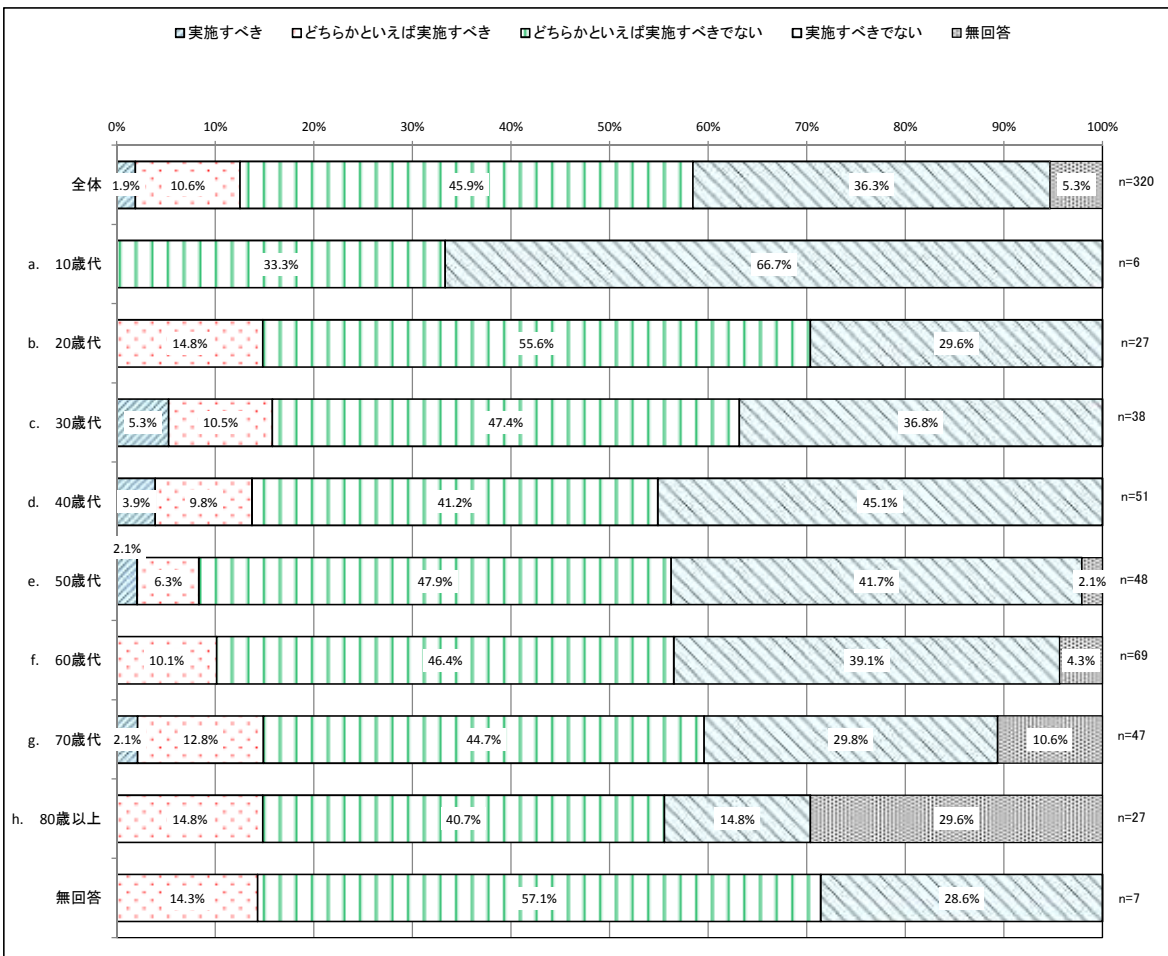 実施すべき どちらかといえば実施すべき どちらかといえば実施すべきでない 実施すべきでない 無回答
0% 10% 20% 30% 40% 50% 60% 70% 80% 90% 100%
全体 1.9% 10.6% 45.9% 36.3% 5.3% n=320
a. 10歳代 33.3% 66.7% n=6
b. 20歳代 14.8% 55.6% 29.6% n=27
c. 30歳代 5.3% 10.5% 47.4% 36.8% n=38
d. 40歳代 3.9% 9.8% 41.2% 45.1% n=51
e. 50歳代 2.1% 6.3% 47.9% 41.7% 2.1% n=48
f. 60歳代 10.1% 46.4% 39.1% 4.3% n=69
g. 70歳代 2.1% 12.8% 44.7% 29.8% 10.6% n=47
h. 80歳以上 14.8% 40.7% 14.8% 29.6% n=27
無回答 14.3% 57.1% 28.6% n=7